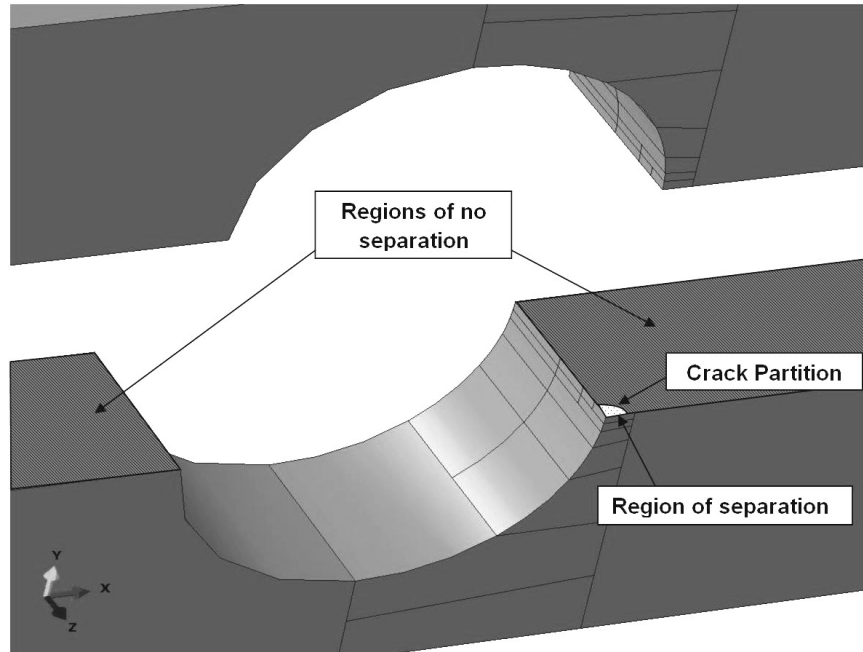 Regions of no
separation
Crack Partition
Region of separation
Y
X
Z